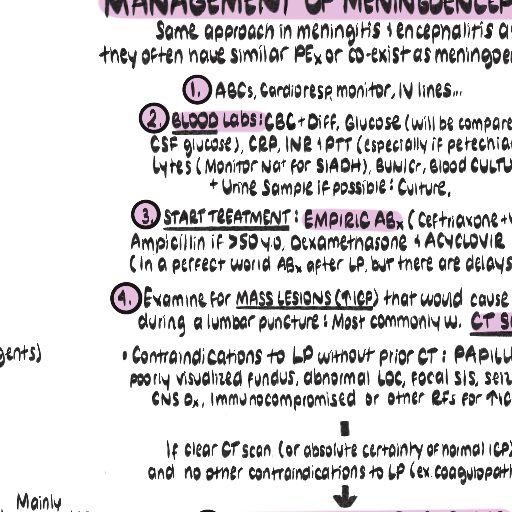 MANAGEMENT OF MENINGOENCEP
Same approach in meningitis & encephalitis as
they often have similar PEx or co-exist as meningoen
1. ABCs, Cardioresp monitor, IV lines...
2. BLOOD Labs: CBC + Diff, Glucose (will be compare
CSF glucose), CRP, INR & PTT (especially if petechia
Lytes (Monitor Na+ for SIADH), BUN/Cr, Blood CULTU
+ Urine Sample if possible: Culture.
3. START TREATMENT: EMPIRIC ABx (Ceftriaxone +
Ampicillin if >50 y.o, Dexamethasone & ACYCLOVIR
(In a perfect world ABx after LP, but there are delays
4. Examine for MASS LESIONS (↑ICP) that would cause
during a lumbar puncture: Most commonly w. CT S
gents)
• Contraindications to LP without prior CT: PAPILL
poorly visualized fundus, abnormal LOC, focal SIS, seiz
CNS Dx, Immunocompromised or other RFs for ↑IC
If clear CT scan (or absolute certainty of normal ICP)
and no other contraindications to LP (ex. coagulopath
Mainly